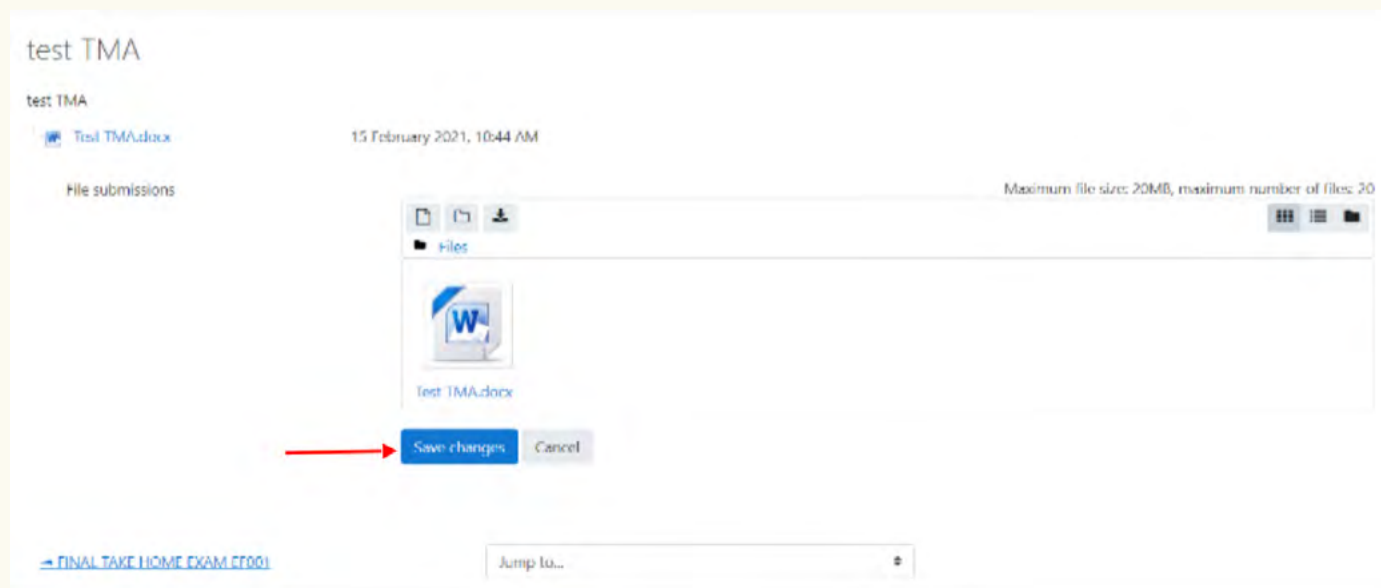 test TMA
test TMA
Test TMA.docx 15 February 2021, 10:44 AM
File submissions Maximum file size: 20MB, maximum number of files: 20
Files
W
Test TMA.docx
Save changes Cancel
FINAL TAKE HOME EXAM EF001 Jump to...